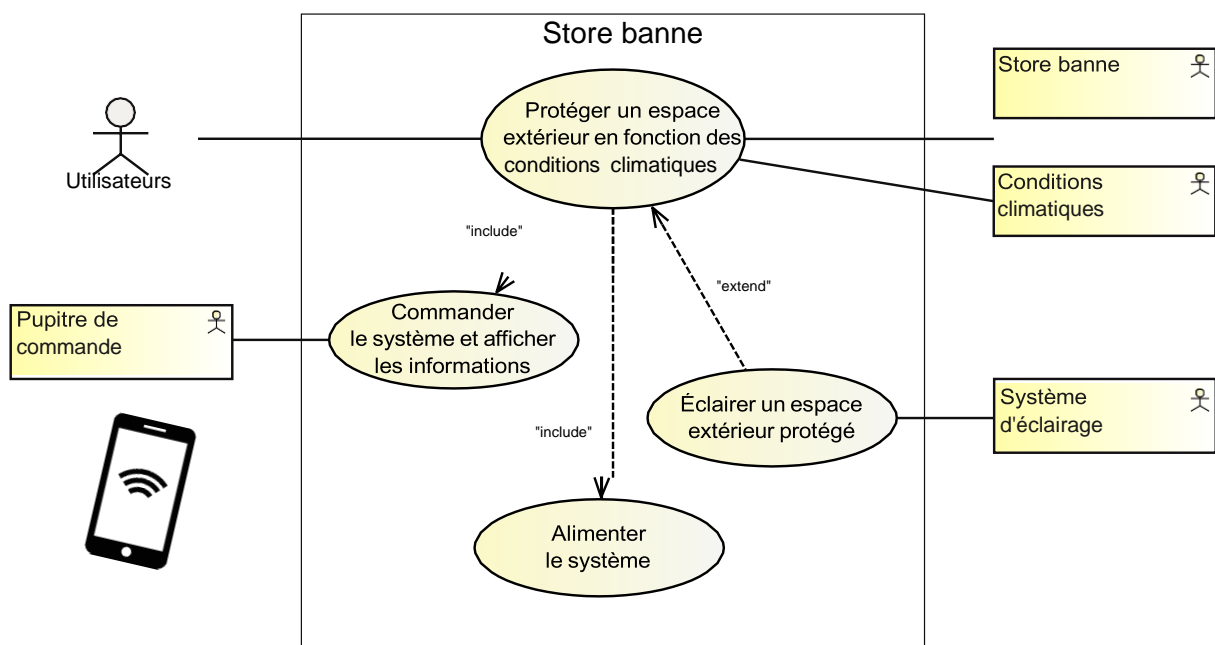 Store banne
Store banne
Protéger un espace
extérieur en fonction des
conditions climatiques
Utilisateurs
Conditions
climatiques
"include"
"extend"
Pupitre de
commande
Commander
le système et afficher
les informations
Éclairer un espace
extérieur protégé
Système
d'éclairage
"include"
Alimenter
le système